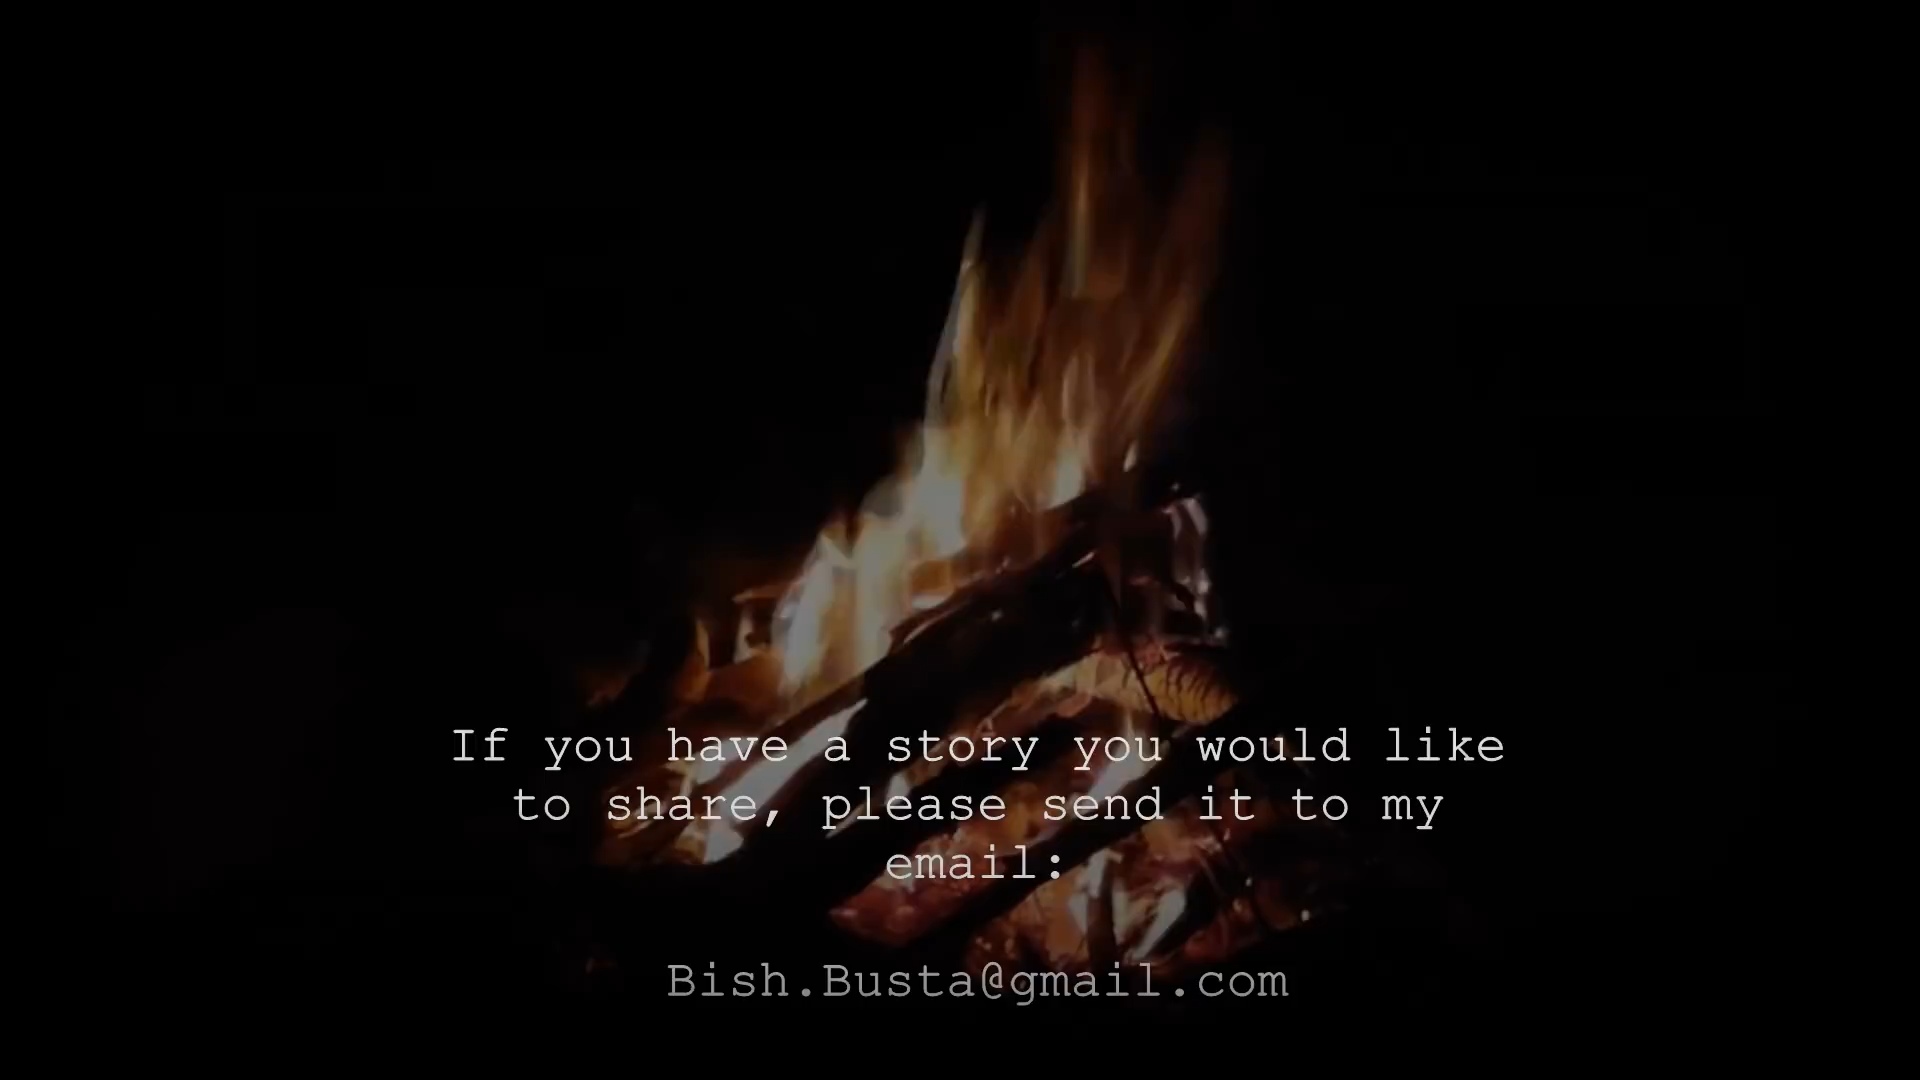 If you have a story you would like
to share, please send it to my
email:
Bish.Busta@gmail.com